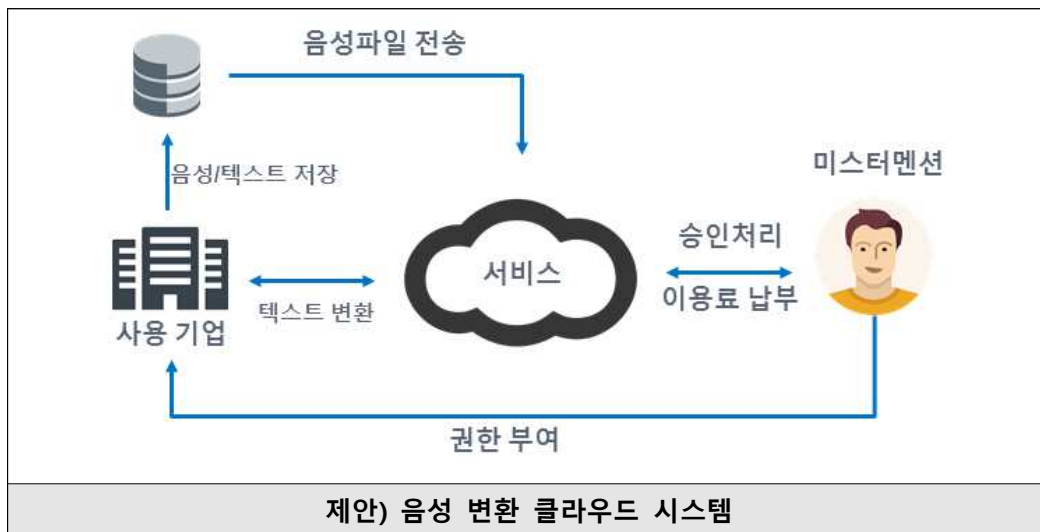 음성파일 전송
미스터멘션
음성/텍스트 저장
서비스
승인처리
이용료 납부
텍스트 변환
사용 기업
권한 부여
제안) 음성 변환 클라우드 시스템